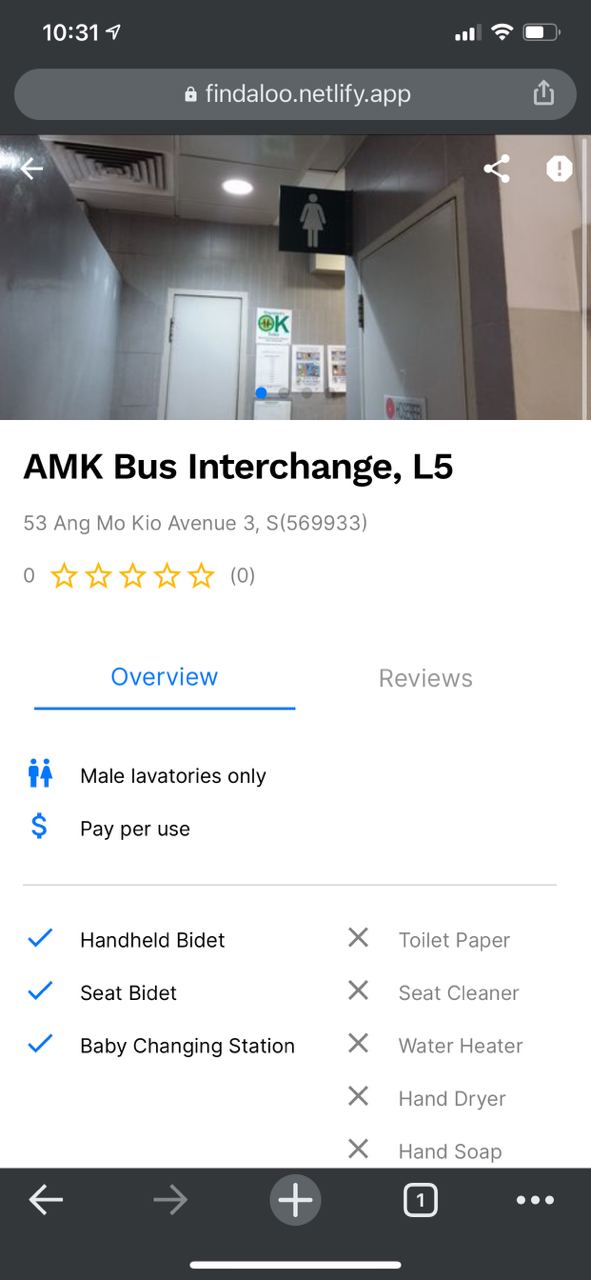 10:31
findaloo.netlify.app
OK
AMK Bus Interchange, L5
53 Ang Mo Kio Avenue 3, S(569933)
0 (0)
Overview Reviews
Male lavatories only
$ Pay per use
Handheld Bidet Toilet Paper
Seat Bidet Seat Cleaner
Baby Changing Station Water Heater
Hand Dryer
Hand Soap
1